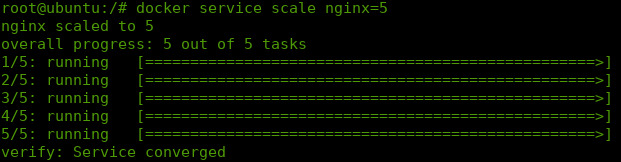 root@ubuntu:/# docker service scale nginx=5
nginx scaled to 5
overall progress: 5 out of 5 tasks
1/5: running   [==================================================>]
2/5: running   [==================================================>]
3/5: running   [==================================================>]
4/5: running   [==================================================>]
5/5: running   [==================================================>]
verify: Service converged